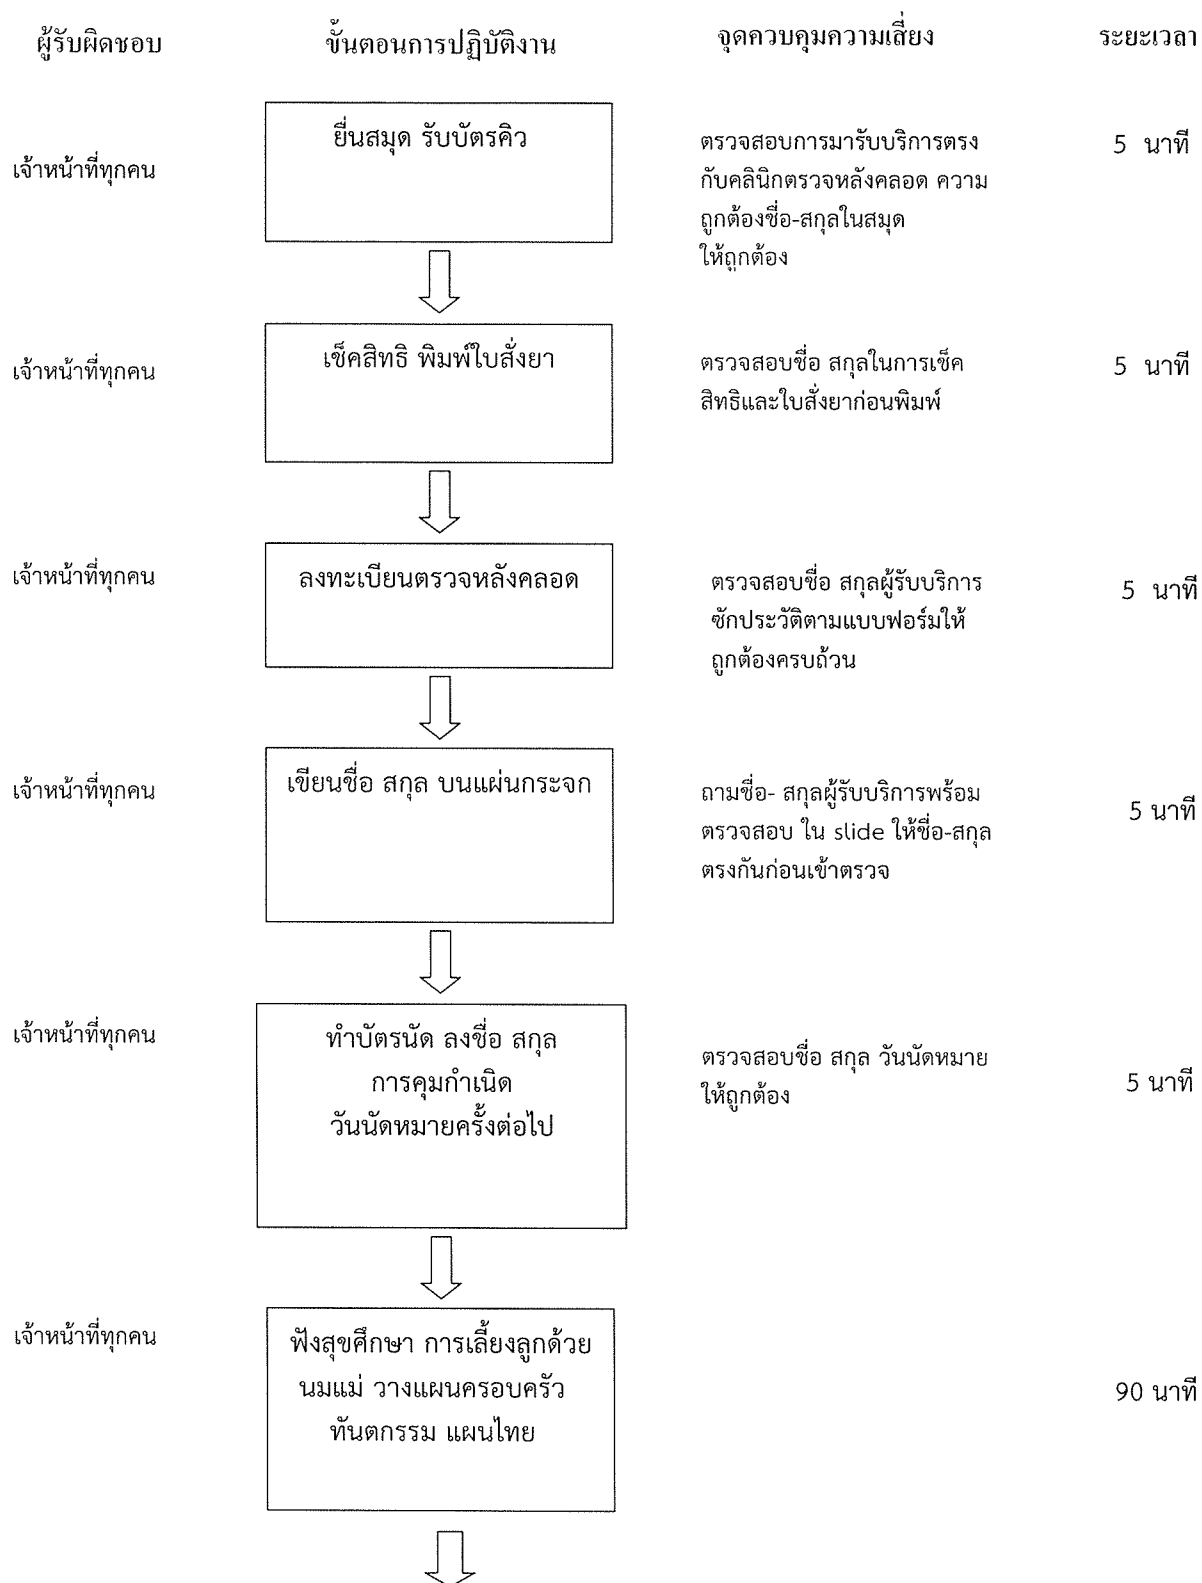 ผู้รับผิดชอบ ขั้นตอนการปฏิบัติงาน จุดควบคุมความเสี่ยง ระยะเวลา
เจ้าหน้าที่ทุกคน
ยื่นสมุด รับบัตรคิว
ตรวจสอบการมารับบริการตรง
กับคลินิกตรวจหลังคลอด ความ
ถูกต้องชื่อ-สกุลในสมุด
ให้ถูกต้อง
5 นาที
เจ้าหน้าที่ทุกคน
เช็คสิทธิ พิมพ์ใบสั่งยา
ตรวจสอบชื่อ สกุลในการเช็ค
สิทธิและใบสั่งยาก่อนพิมพ์
5 นาที
เจ้าหน้าที่ทุกคน
ลงทะเบียนตรวจหลังคลอด
ตรวจสอบชื่อ สกุลผู้รับบริการ
ซักประวัติตามแบบฟอร์มให้
ถูกต้องครบถ้วน
5 นาที
เจ้าหน้าที่ทุกคน
เขียนชื่อ สกุล บนแผ่นกระจก
ถามชื่อ- สกุลผู้รับบริการพร้อม
ตรวจสอบ ใน slide ให้ชื่อ-สกุล
ตรงกันก่อนเข้าตรวจ
5 นาที
เจ้าหน้าที่ทุกคน
ทำบัตรนัด ลงชื่อ สกุล
การคุมกำเนิด
วันนัดหมายครั้งต่อไป
ตรวจสอบชื่อ สกุล วันนัดหมาย
ให้ถูกต้อง
5 นาที
เจ้าหน้าที่ทุกคน
ฟังสุขศึกษา การเลี้ยงลูกด้วย
นมแม่ วางแผนครอบครัว
ทันตกรรม แผนไทย
90 นาที